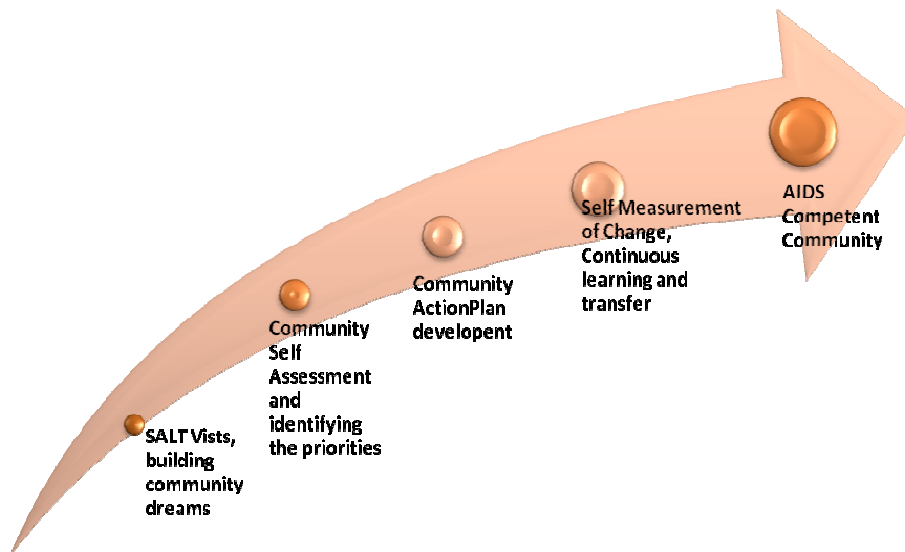 SALT Vists,
building
community
dreams
Community
Self
Assessment
and
identifying
the priorities
Community
ActionPlan
developent
Self Measurement
of Change,
Continuous
learning and
transfer
AIDS
Competent
Community